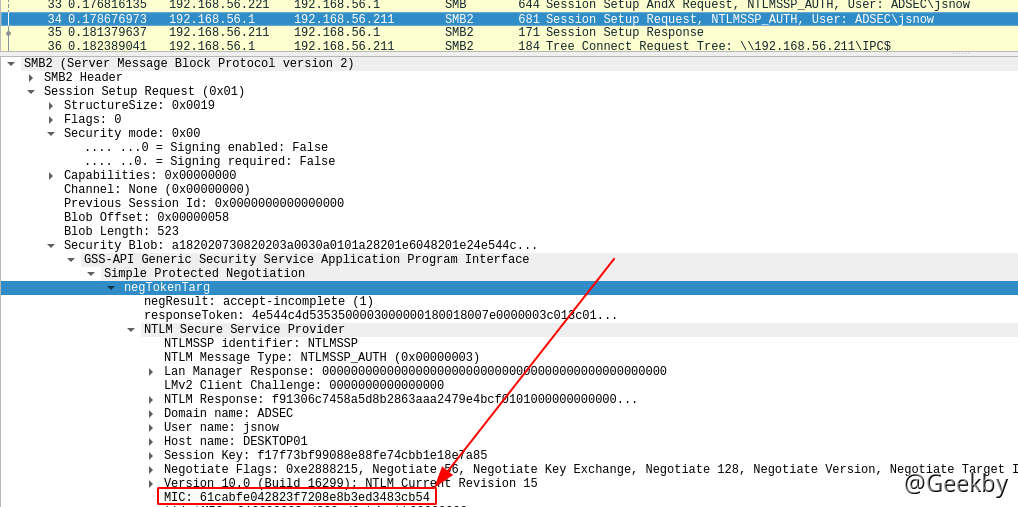 33 0.176816135 192.168.56.221 192.168.56.1 SMB 644 Session Setup AndX Request, NTLMSSP_AUTH, User: ADSEC\jsnow
34 0.178676973 192.168.56.1 192.168.56.211 SMB2 681 Session Setup Request, NTLMSSP_AUTH, User: ADSEC\jsnow
35 0.181379637 192.168.56.211 192.168.56.1 SMB2 171 Session Setup Response
36 0.182389041 192.168.56.1 192.168.56.211 SMB2 184 Tree Connect Request Tree: \\192.168.56.211\IPC$
SMB2 (Server Message Block Protocol version 2)
SMB2 Header
Session Setup Request (0x01)
StructureSize: 0x0019
Flags: 0
Security mode: 0x00
.... ...0 = Signing enabled: False
.... ..0. = Signing required: False
Capabilities: 0x00000000
Channel: None (0x00000000)
Previous Session Id: 0x0000000000000000
Blob Offset: 0x00000058
Blob Length: 523
Security Blob: a182020730820203a0030a0101a28201e6048201e24e544c...
GSS-API Generic Security Service Application Program Interface
Simple Protected Negotiation
negTokenTarg
negResult: accept-incomplete (1)
responseToken: 4e544c4d5353500003000000180018007e0000003c013c01...
NTLM Secure Service Provider
NTLMSSP identifier: NTLMSSP
NTLM Message Type: NTLMSSP_AUTH (0x00000003)
Lan Manager Response: 000000000000000000000000000000000000000000000000
LMv2 Client Challenge: 0000000000000000
NTLM Response: f91306c7458a5d8b2863aaa2479e4bcf0101000000000000...
Domain name: ADSEC
User name: jsnow
Host name: DESKTOP01
Session Key: f17f73bf99088e88fe74cbb1e18e7a85
Negotiate Flags: 0xe2888215, Negotiate 56, Negotiate Key Exchange, Negotiate 128, Negotiate Version, Negotiate Target I
Version 10.0 (Build 16299); NTLM Current Revision 15
MIC: 61cabfe042823f7208e8b3ed3483cb54
@Geekby